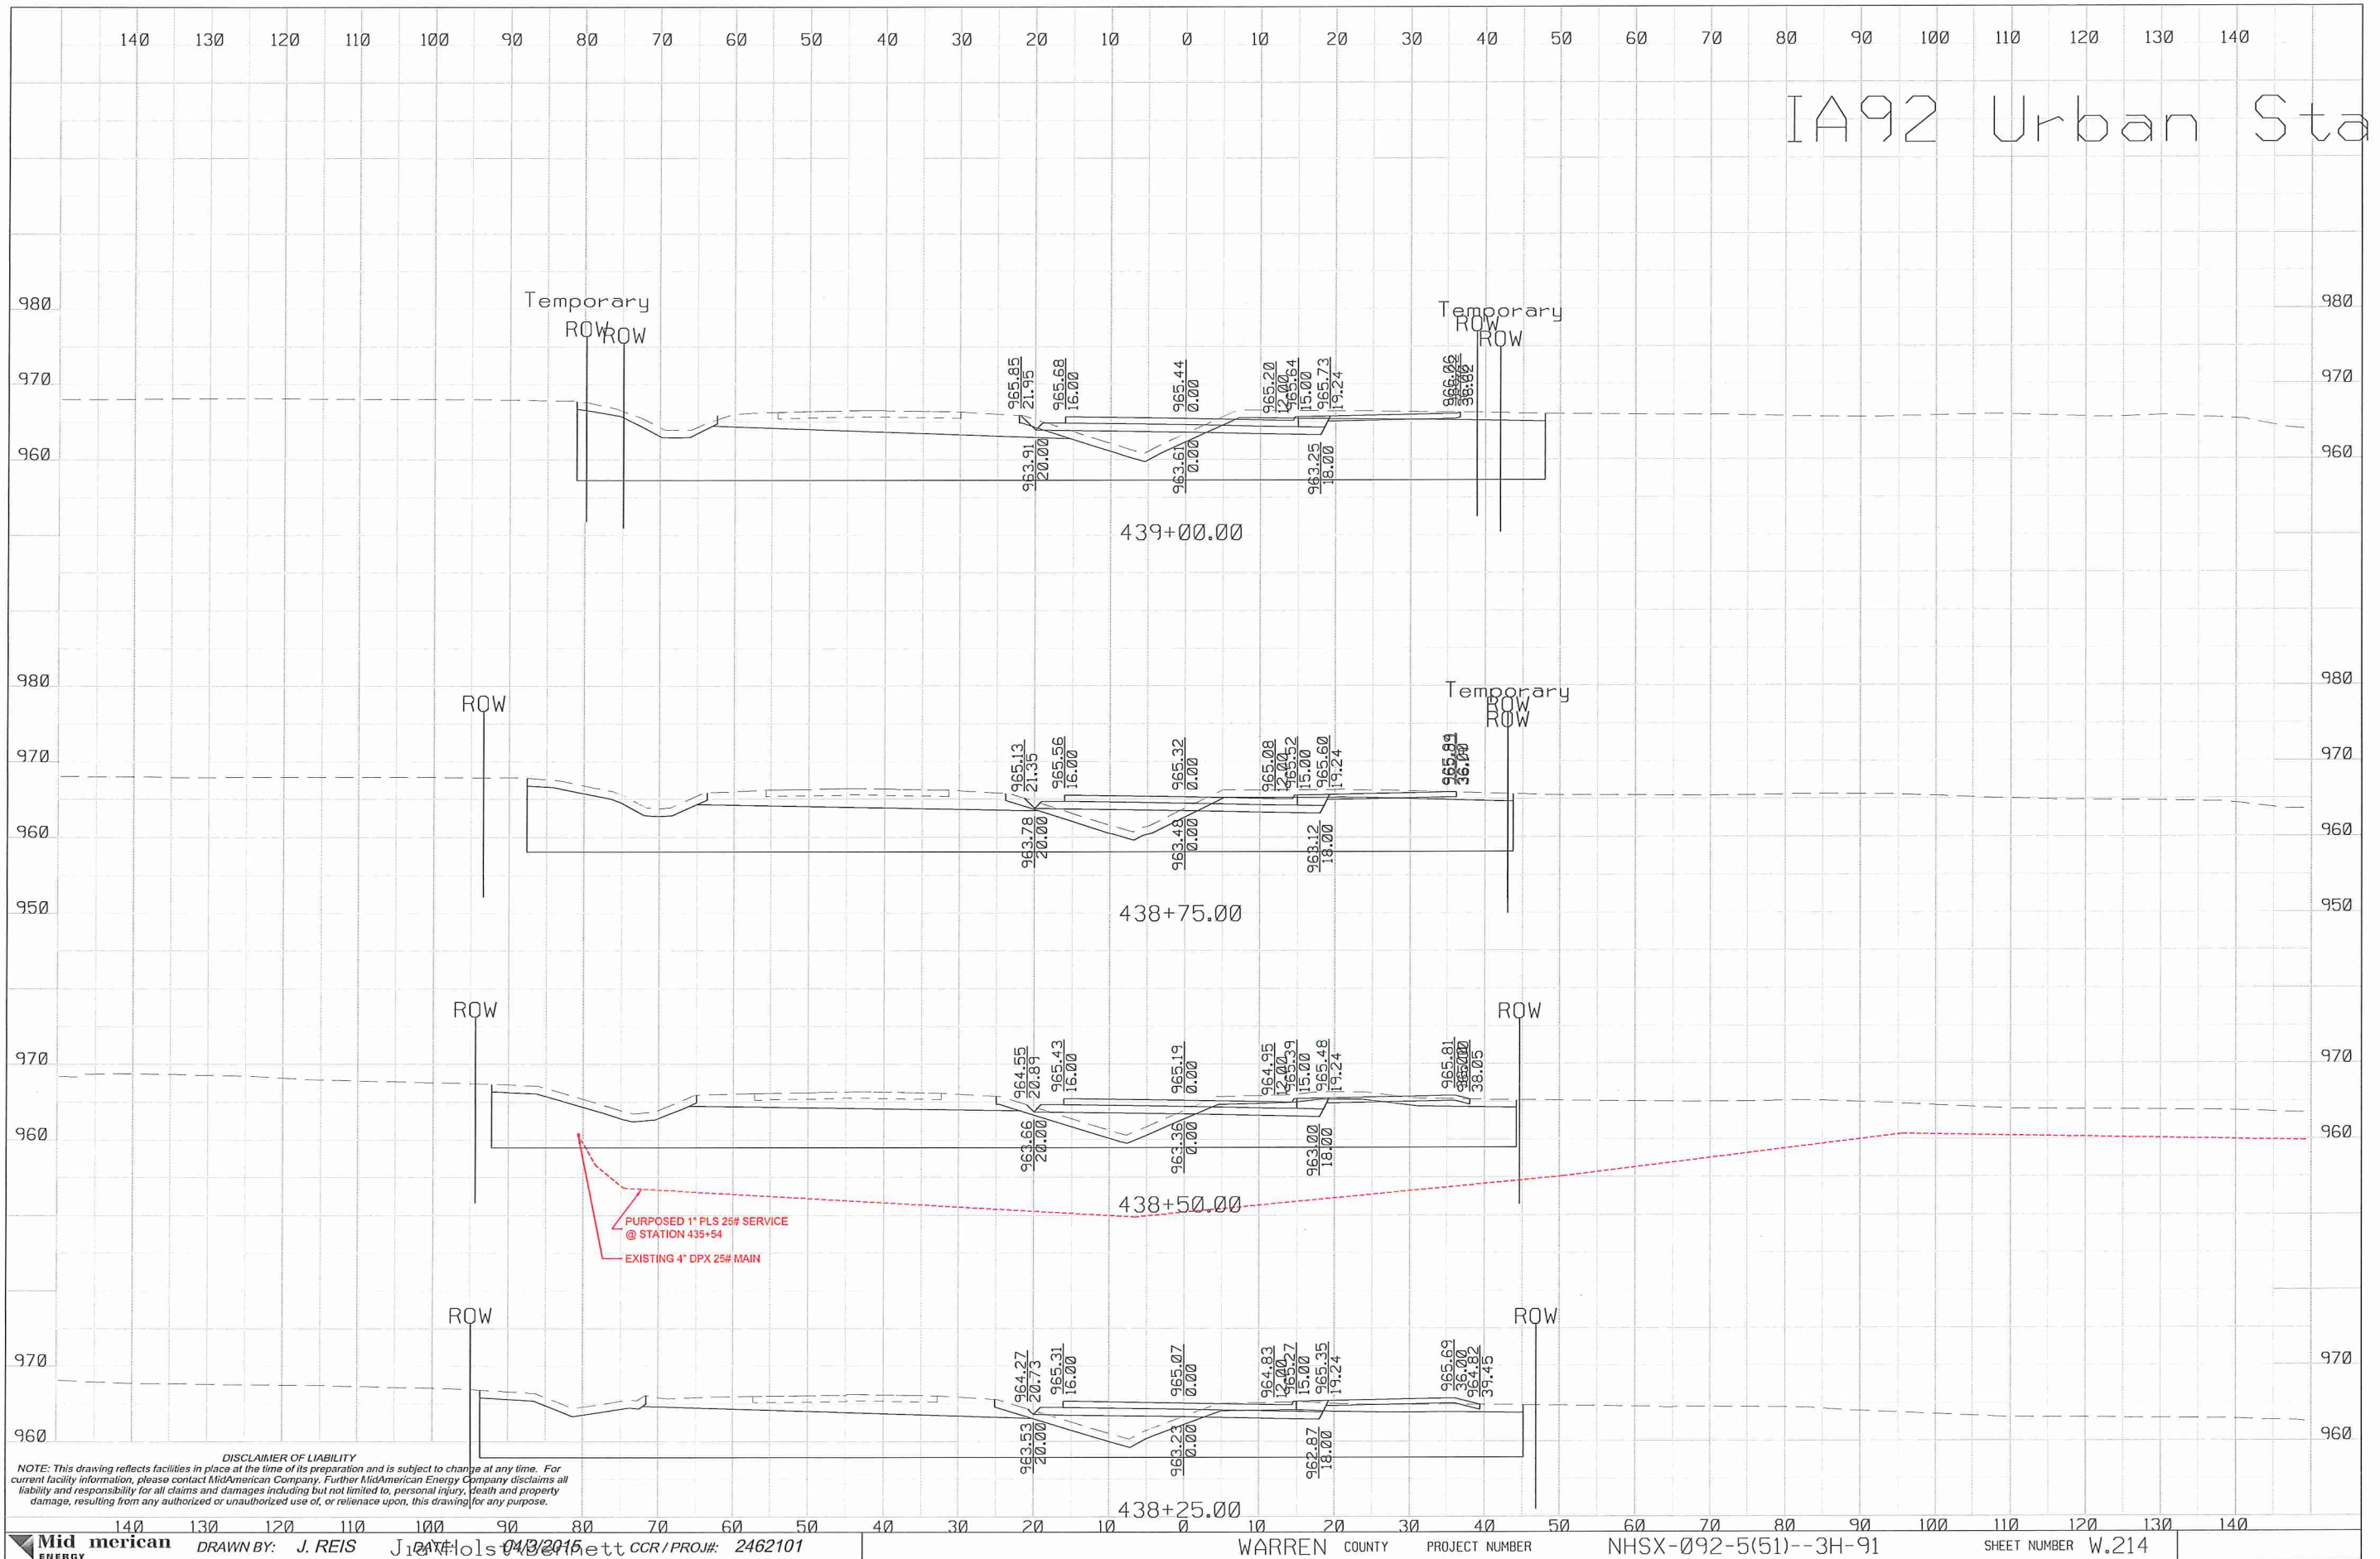 140 130 120 110 100 90 80 70 60 50 40 30 20 10 0 10 20 30 40 50 60 70 80 90 100 110 120 130 140
IA92 Urban Sta
980 Temporary Temporary 980
ROW ROW ROW ROW
970 970
965.85 21.95 965.68 16.00 965.44 0.00 965.20 12.00 965.64 15.00 965.73 19.24
960 960
963.91 20.00 963.61 0.00 963.25 18.00
439+00.00
980 980
ROW Temporary
ROW
ROW
970 970
965.13 21.35 965.56 16.00 965.32 0.00 965.08 12.00 965.52 15.00 965.60 19.24
960 960
963.78 20.00 963.48 0.00 963.12 18.00
950 438+75.00 950
ROW ROW
970 970
964.55 20.89 965.43 16.00 965.19 0.00 964.95 12.00 965.39 15.00 965.48 19.24 965.81 38.05
960 960
963.66 20.00 963.36 0.00 963.00 18.00
438+50.00
PURPOSED 1" PLS 25# SERVICE
@ STATION 435+54
EXISTING 4" DPX 25# MAIN
ROW ROW
970 970
964.27 20.73 965.31 16.00 965.07 0.00 964.83 12.00 965.27 15.00 965.35 19.24 965.69 36.00 964.82 39.45
960 960
963.53 20.00 963.23 0.00 962.87 18.00
438+25.00
DISCLAIMER OF LIABILITY
NOTE: This drawing reflects facilities in place at the time of its preparation and is subject to change at any time. For
current facility information, please contact MidAmerican Company. Further MidAmerican Energy Company disclaims all
liability and responsibility for all claims and damages including but not limited to, personal injury, death and property
damage, resulting from any authorized or unauthorized use of, or relienace upon, this drawing for any purpose.
140 130 120 110 100 90 80 70 60 50 40 30 20 10 0 10 20 30 40 50 60 70 80 90 100 110 120 130 140
Mid merican
ENERGY
DRAWN BY: J. REIS DATE: 04/3/2015 CCR / PROJ#: 2462101
WARREN COUNTY PROJECT NUMBER NHSX-092-5(51)--3H-91 SHEET NUMBER W.214